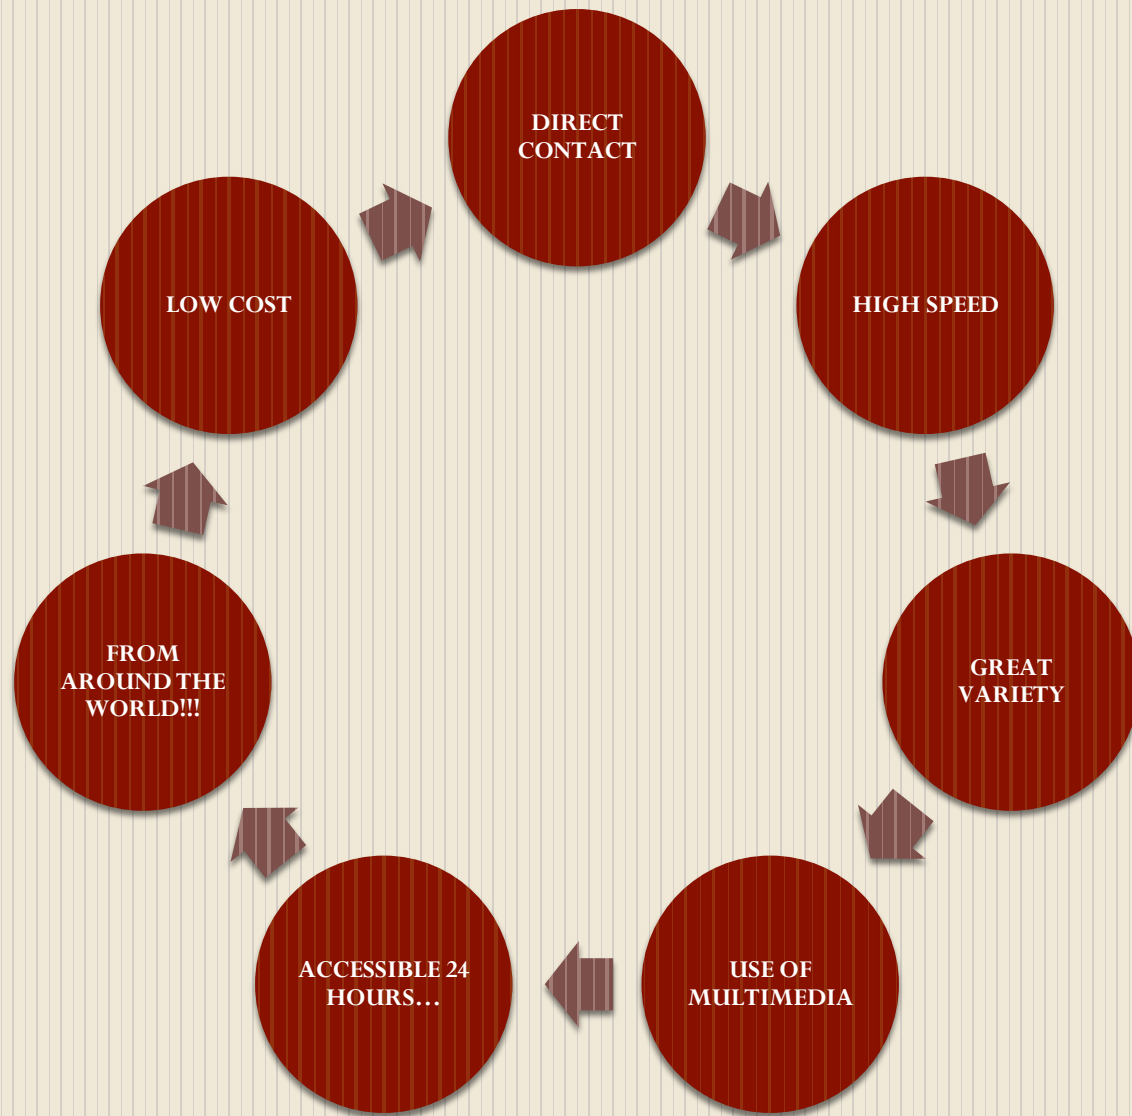 DIRECT
CONTACT
HIGH SPEED
GREAT
VARIETY
USE OF
MULTIMEDIA
ACCESSIBLE 24
HOURS…
FROM
AROUND THE
WORLD!!!
LOW COST